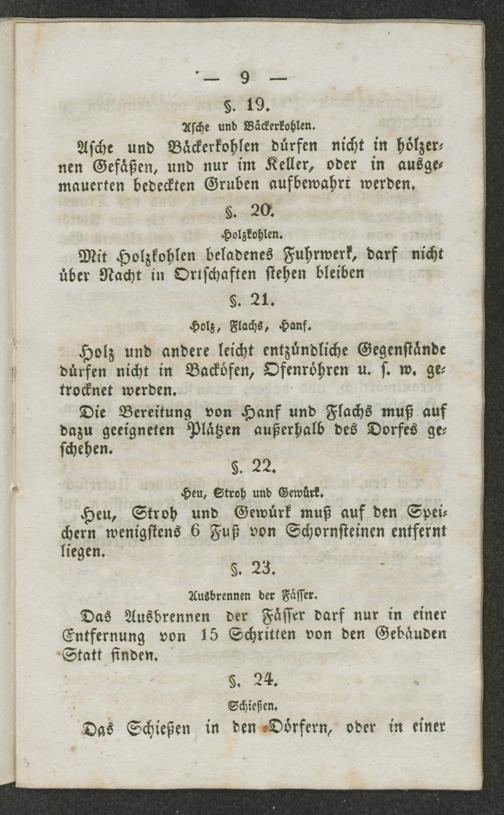 — 9 —
§. 19.
Asche und Bäckerkohlen.
Asche und Bäckerkohlen dürfen nicht in hölzer-
nen Gefäßen, und nur im Keller, oder in ausge-
mauerten bedeckten Gruben aufbewahrt werden.
§. 20.
Holzkohlen.
Mit Holzkohlen beladenes Fuhrwerk, darf nicht
über Nacht in Ortschaften stehen bleiben
§. 21.
Holz, Flachs, Hanf.
Holz und andere leicht entzündliche Gegenstände
dürfen nicht in Backöfen, Ofenröhren u. s. w. ge-
trocknet werden.
Die Bereitung von Hanf und Flachs muß auf
dazu geeigneten Plätzen außerhalb des Dorfes ge-
schehen.
§. 22.
Heu, Stroh und Gewürk.
Heu, Stroh und Gewürk muß auf den Spei-
chern wenigstens 6 Fuß von Schornsteinen entfernt
liegen.
§. 23.
Ausbrennen der Fässer.
Das Ausbrennen der Fässer darf nur in einer
Entfernung von 15 Schritten von den Gebäuden
Statt finden.
§. 24.
Schießen.
Das Schießen in den Dörfern, oder in einer